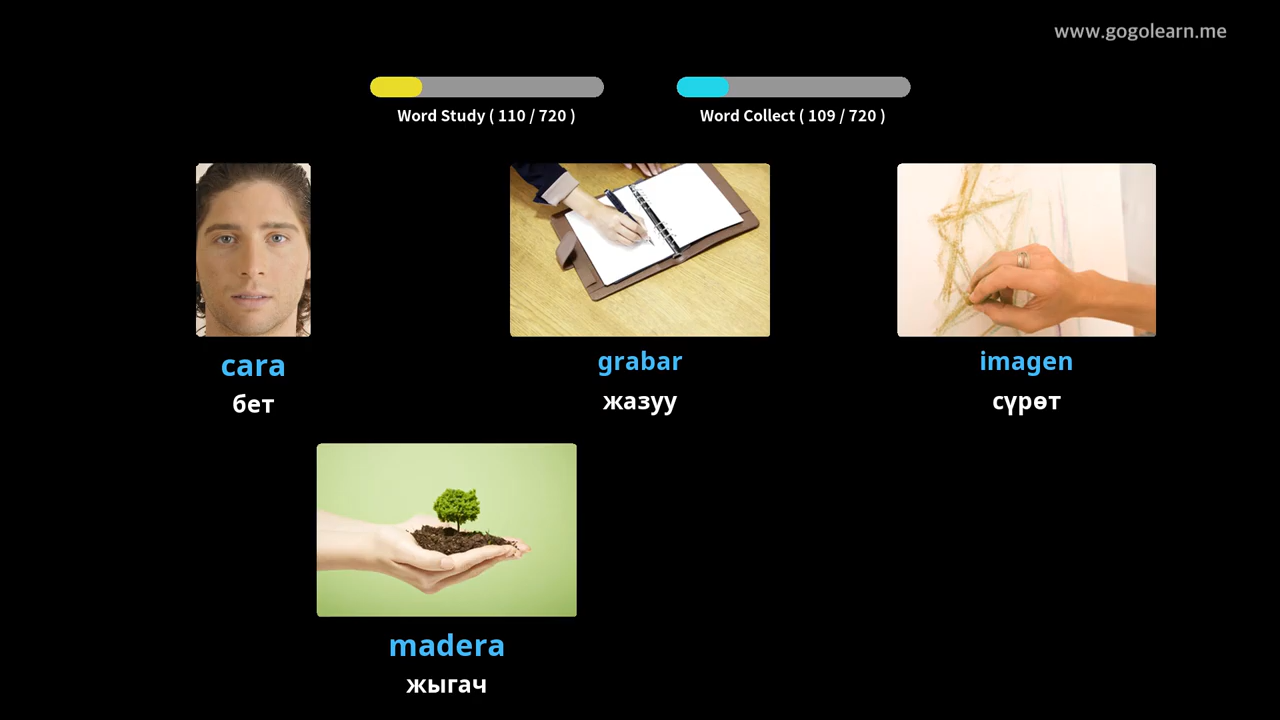 www.gogolearn.me
Word Study ( 110 / 720 )
Word Collect ( 109 / 720 )
cara
бет
grabar
жазуу
imagen
сүрөт
madera
жыгач